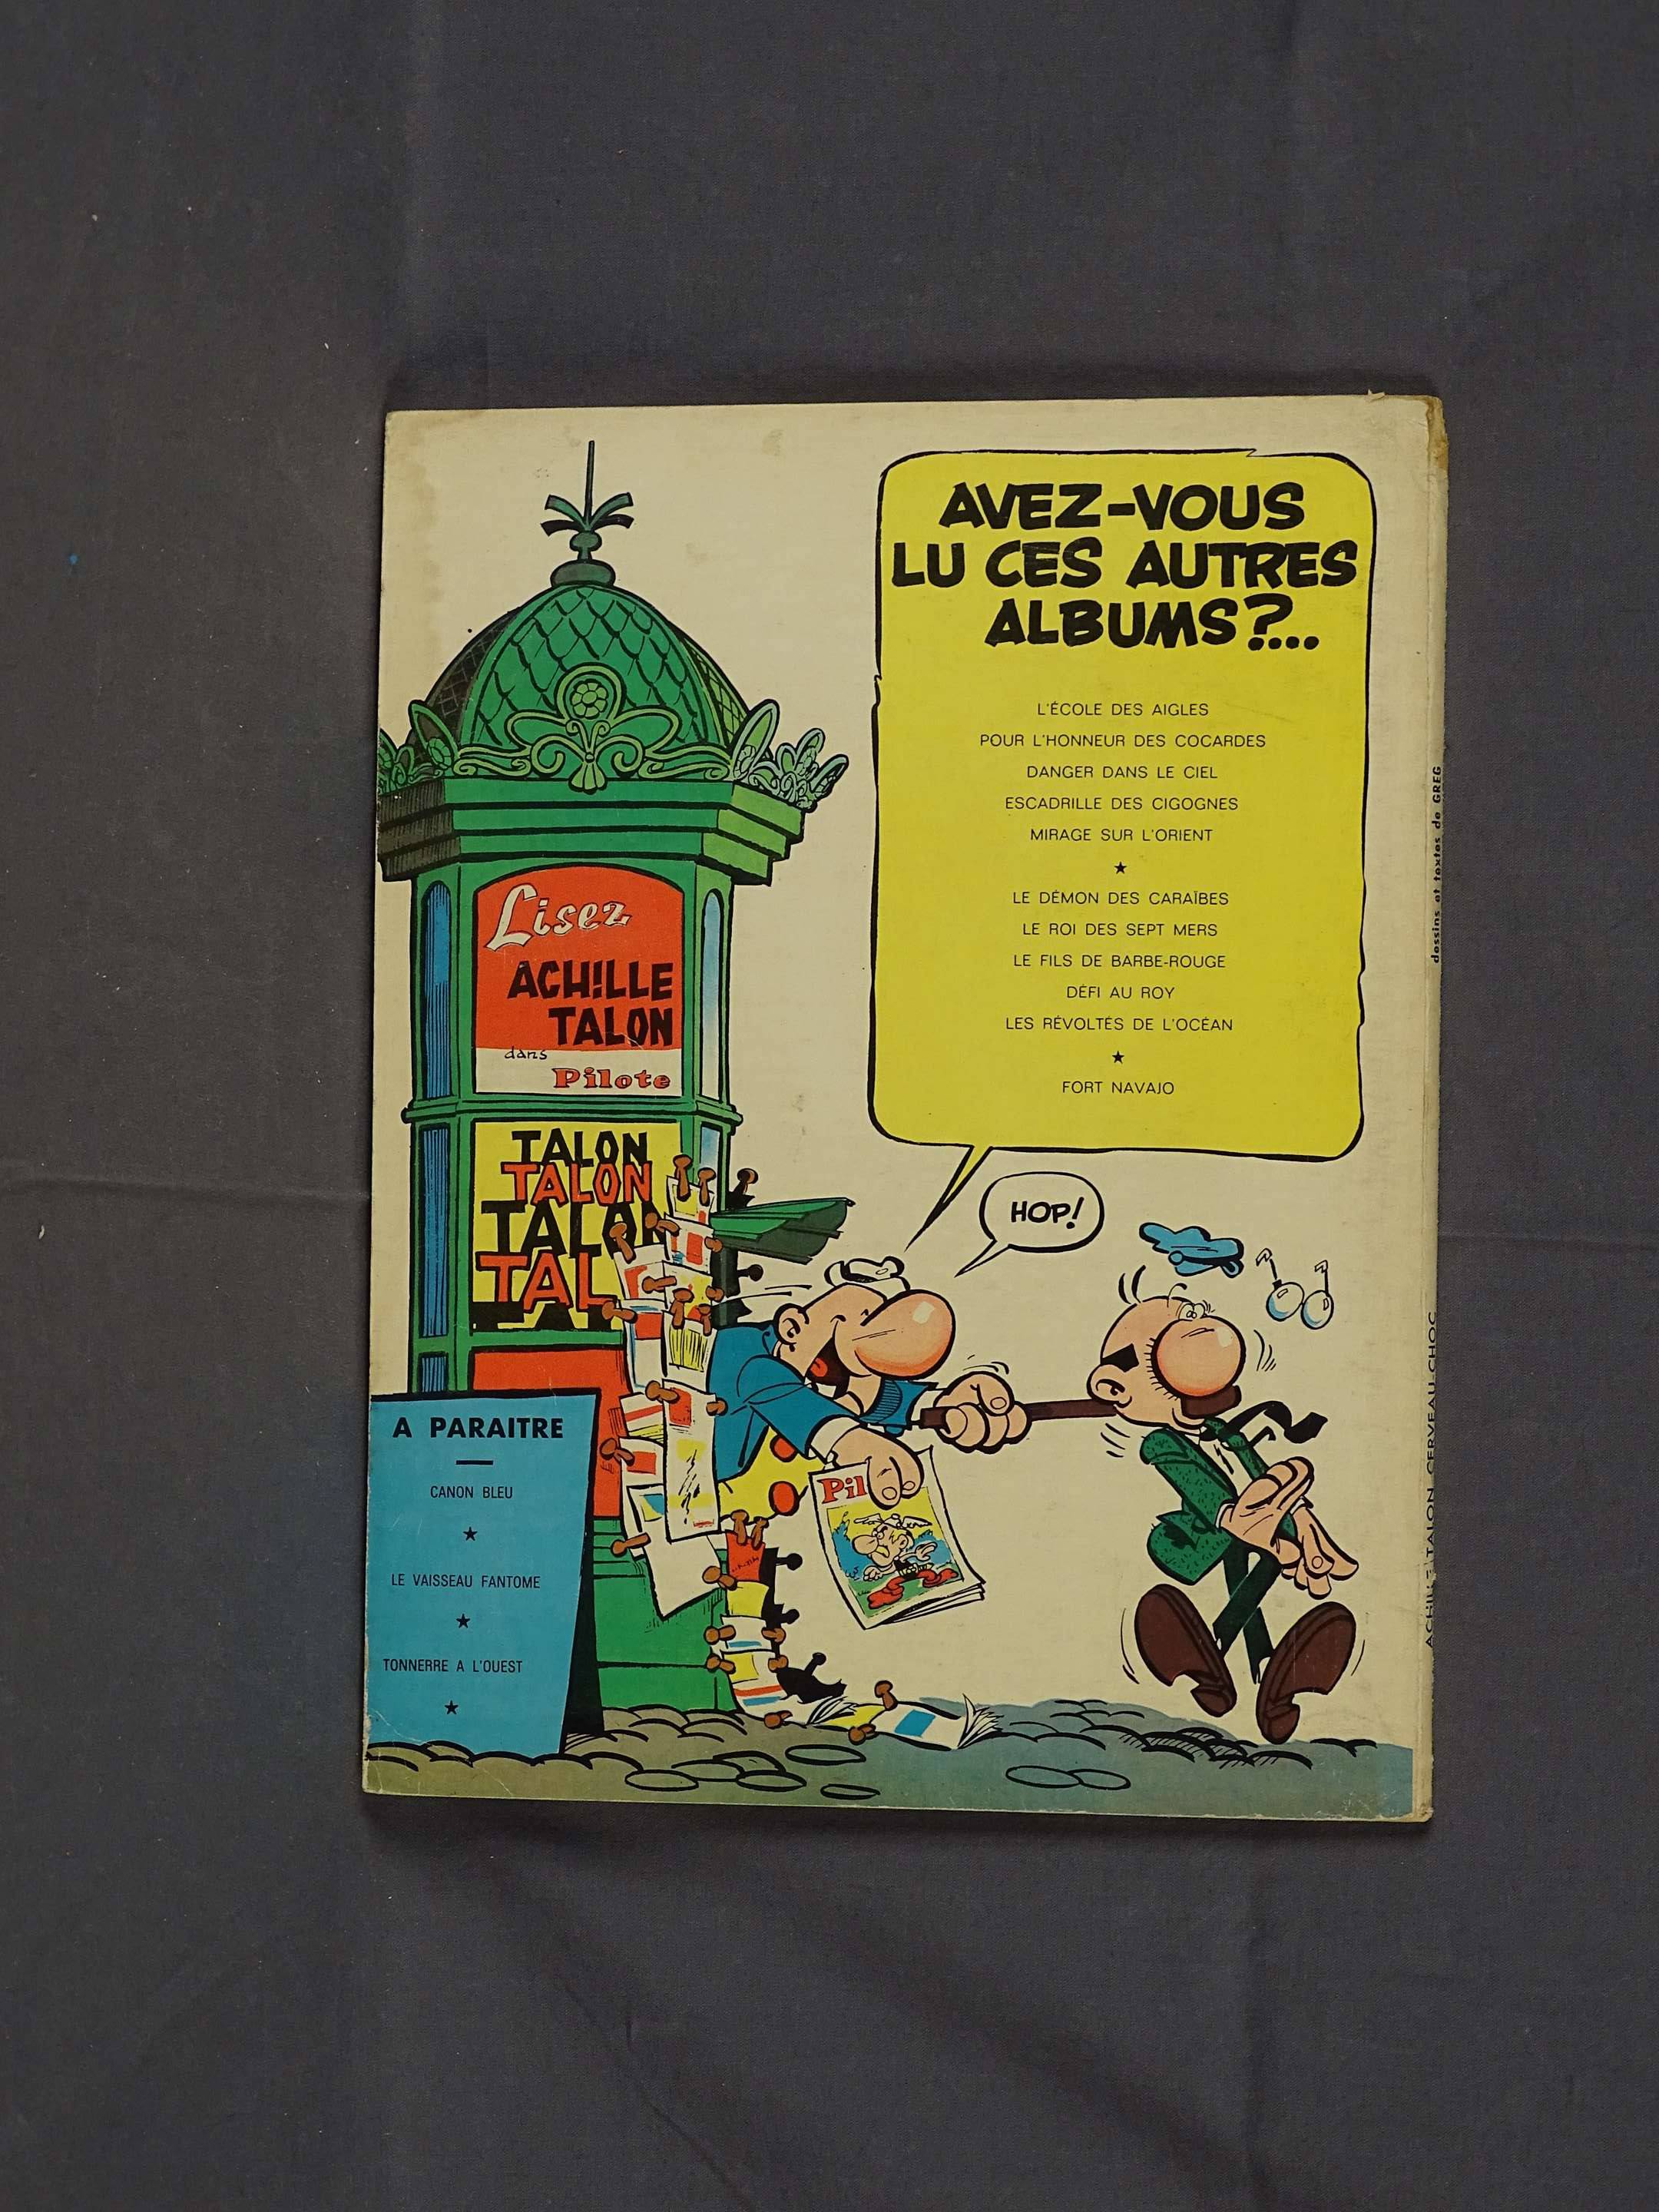 AVEZ-VOUS
LU CES AUTRES
ALBUMS?...
L'ÉCOLE DES AIGLES
POUR L'HONNEUR DES COCARDES
DANGER DANS LE CIEL
ESCADRILLE DES CIGOGNES
MIRAGE SUR L'ORIENT
★
LE DÉMON DES CARAÏBES
LE ROI DES SEPT MERS
LE FILS DE BARBE-ROUGE
DÉFI AU ROY
LES RÉVOLTÉS DE L'OCÉAN
★
FORT NAVAJO
HOP!
Lisez
ACHILLE
TALON
dans
Pilote
TALON
TALON
TALON
TAL
Pil
A PARAITRE
CANON BLEU
★
LE VAISSEAU FANTOME
★
TONNERRE A L'OUEST
★
dessins et textes de GREG
ACHILLE TALON CERVEAU-CHOC